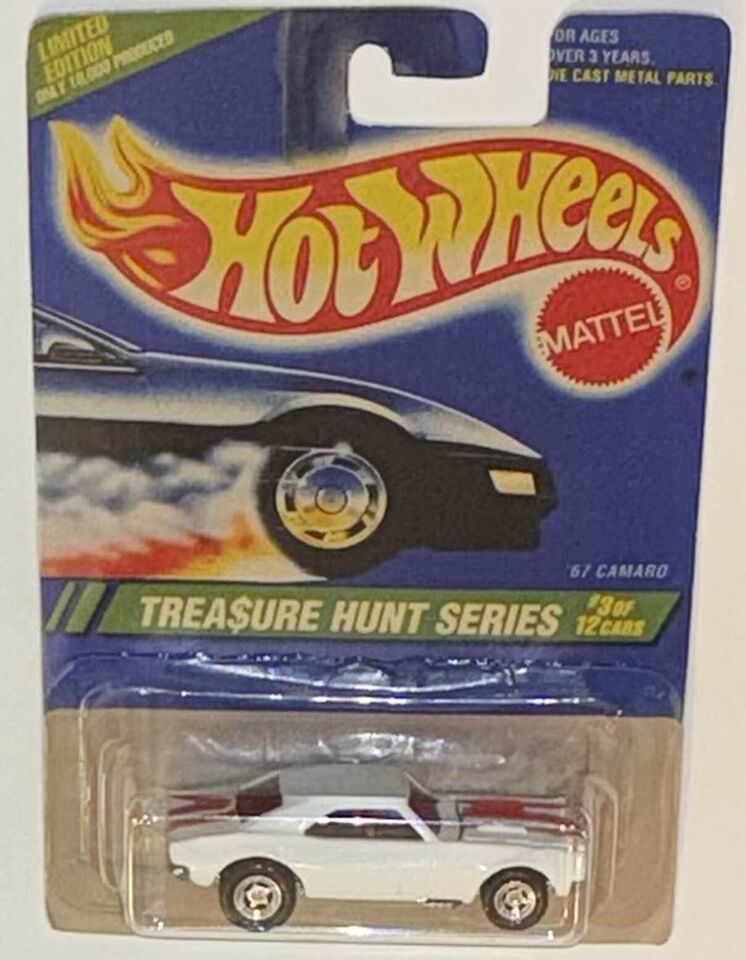 LIMITED
EDITION
ONLY 10,000 PRODUCED
OR AGES
OVER 3 YEARS.
DIE CAST METAL PARTS.
HOT WHEELS
®
MATTEL
'67 CAMARO
TREA$URE HUNT SERIES
#3 OF
12 CARS